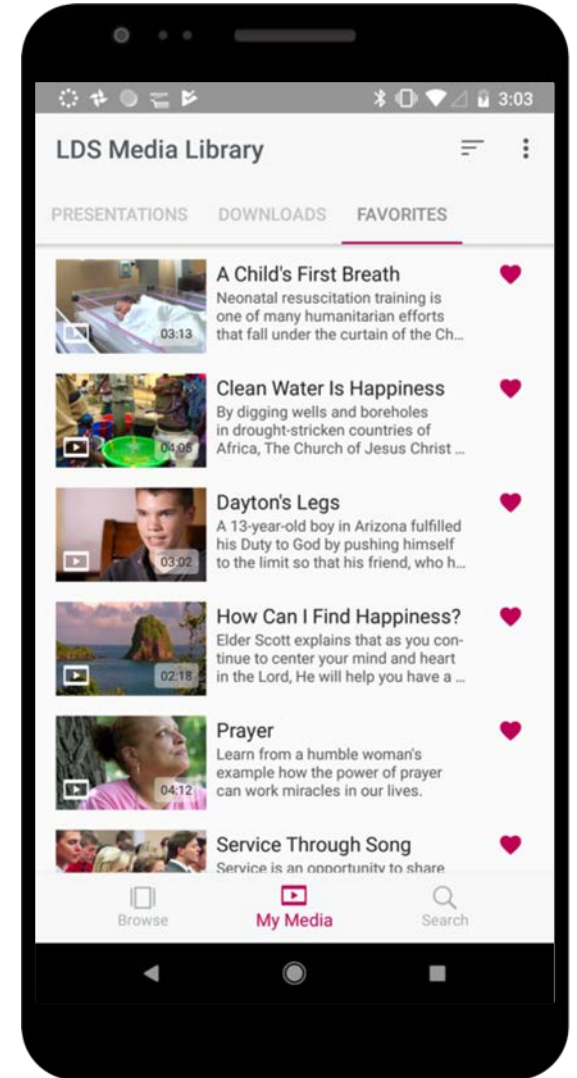 3:03
LDS Media Library
PRESENTATIONS DOWNLOADS FAVORITES
A Child's First Breath
Neonatal resuscitation training is
one of many humanitarian efforts
that fall under the curtain of the Ch...
03:13
Clean Water Is Happiness
By digging wells and boreholes
in drought-stricken countries of
Africa, The Church of Jesus Christ ...
04:05
Dayton's Legs
A 13-year-old boy in Arizona fulfilled
his Duty to God by pushing himself
to the limit so that his friend, who h...
03:02
How Can I Find Happiness?
Elder Scott explains that as you con-
tinue to center your mind and heart
in the Lord, He will help you have a ...
02:18
Prayer
Learn from a humble woman's
example how the power of prayer
can work miracles in our lives.
04:12
Service Through Song
Service is an opportunity to share
Browse My Media Search